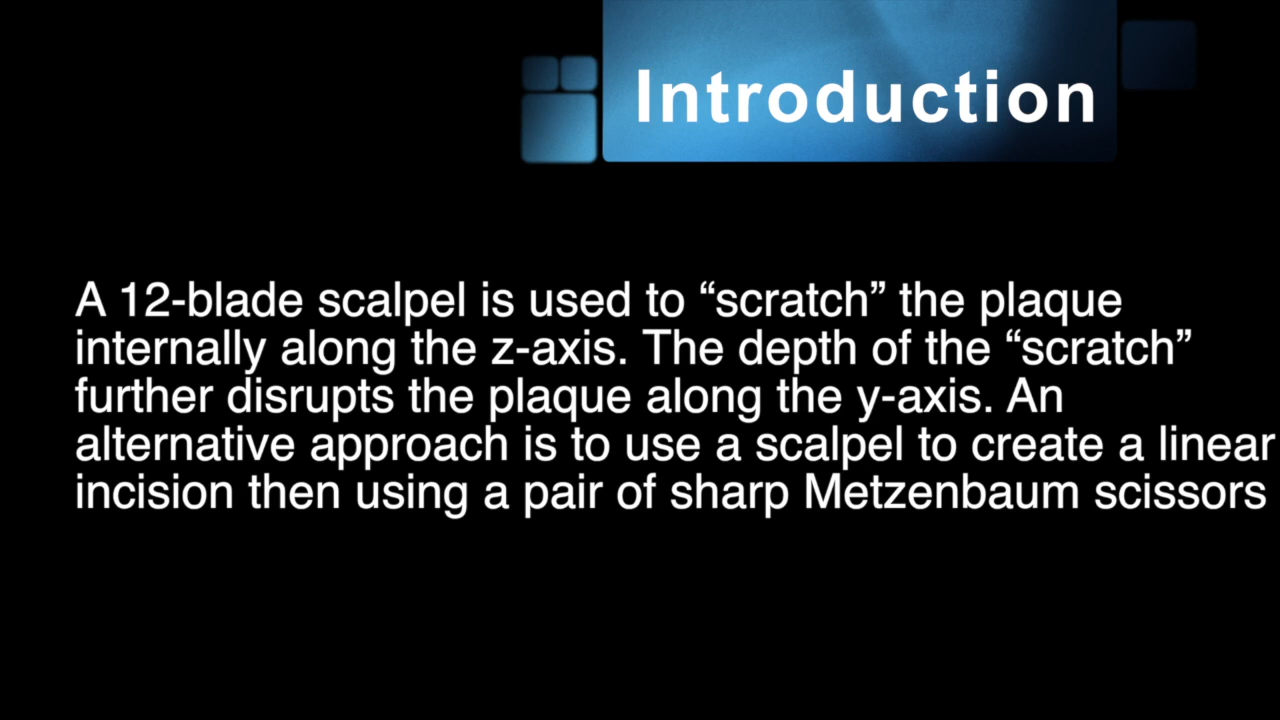 Introduction
A 12-blade scalpel is used to “scratch” the plaque
internally along the z-axis. The depth of the “scratch”
further disrupts the plaque along the y-axis. An
alternative approach is to use a scalpel to create a linear
incision then using a pair of sharp Metzenbaum scissors